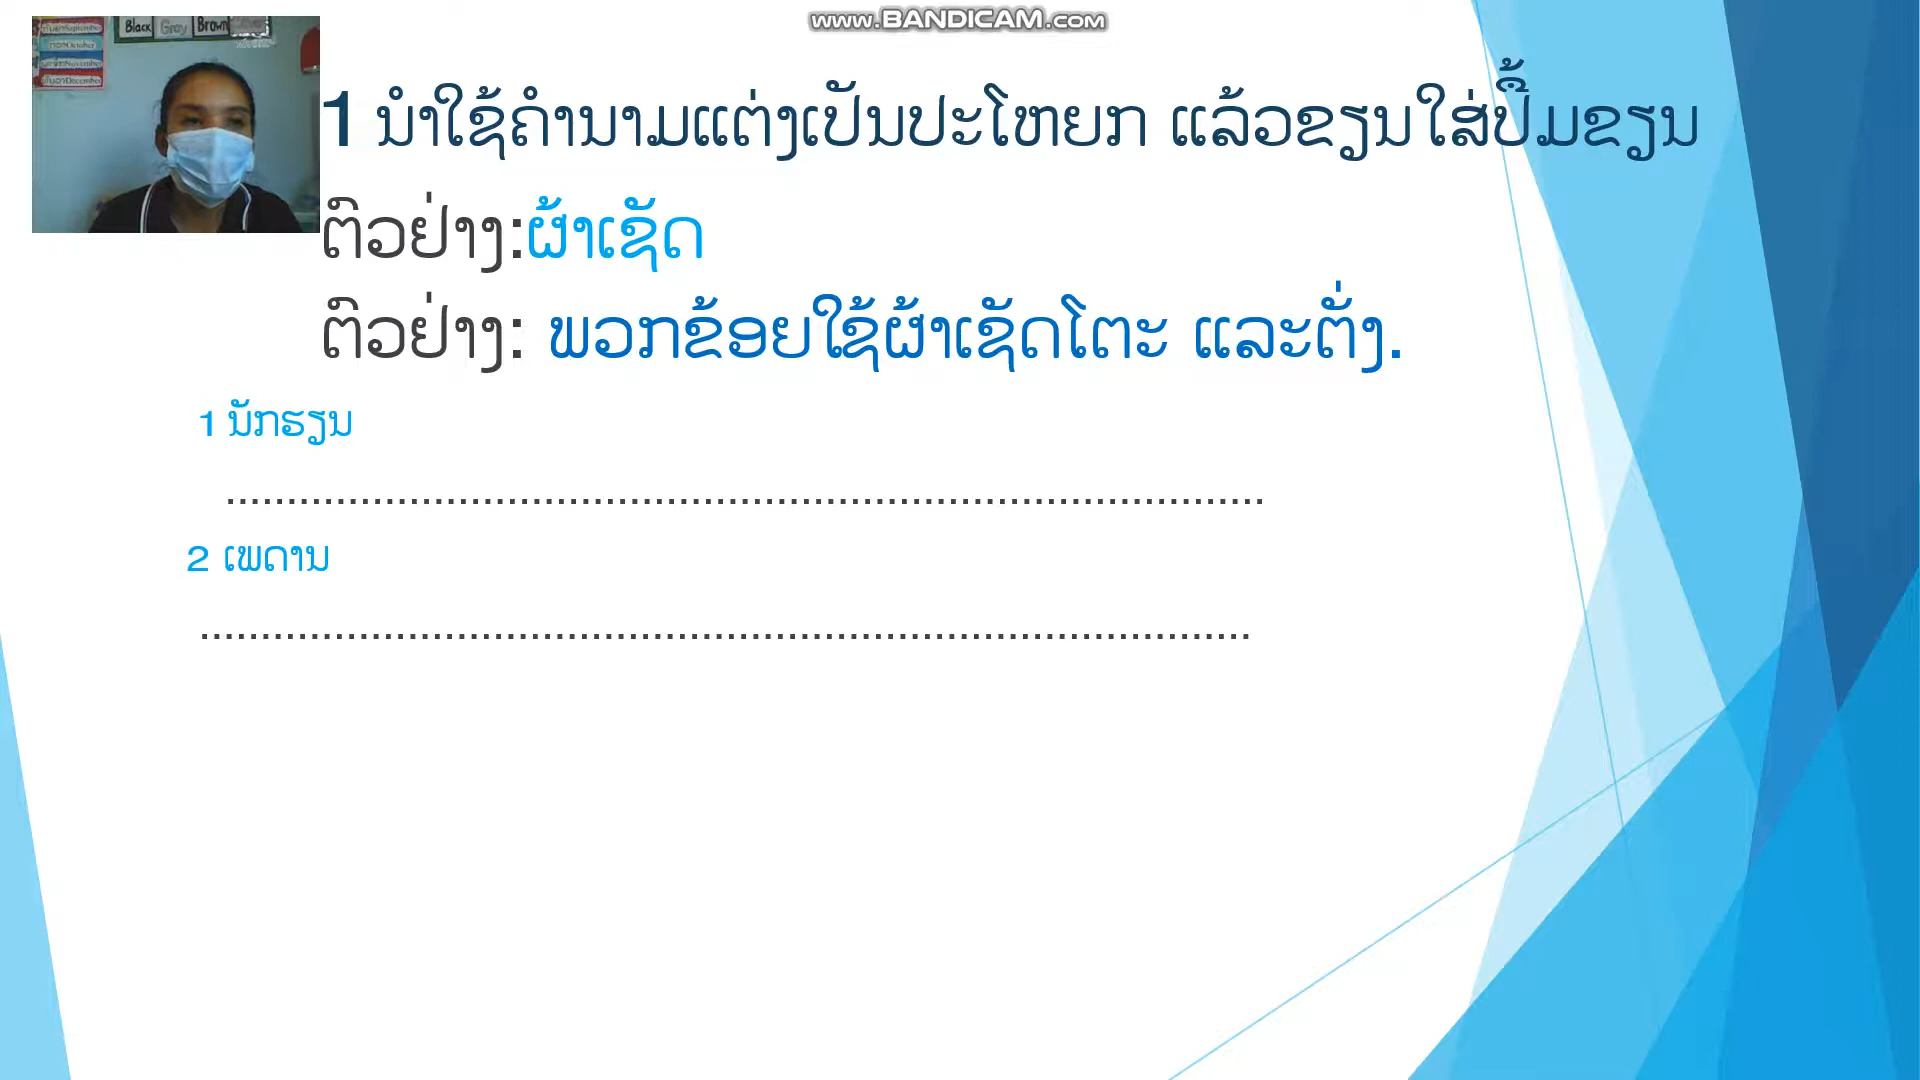 www.BANDICAM.com
Black Gray Brown
1 ນຳໃຊ້ຄຳນາມແຕ່ງເປັນປະໂຫຍກ ແລ້ວຂຽນໃສ່ປຶ້ມຂຽນ
ຕົວຢ່າງ:ຜ້າເຊັດ
ຕົວຢ່າງ: ພວກຂ້ອຍໃຊ້ຜ້າເຊັດໂຕະ ແລະຕັ່ງ.
1 ນັກຮຽນ
.....................................................................................
2 ເພດານ
......................................................................................